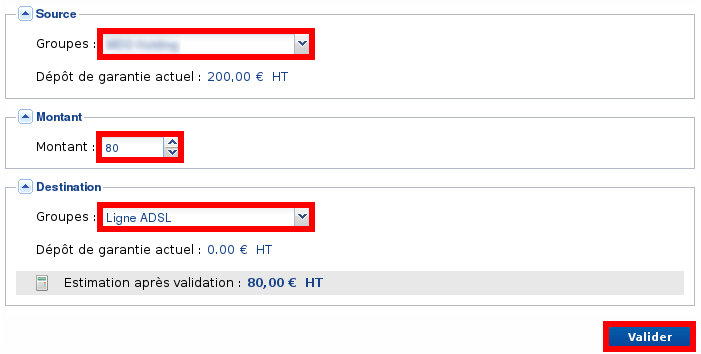 Source
Groupes :
Dépôt de garantie actuel : 200,00 € HT
Montant
Montant : 80
Destination
Groupes : Ligne ADSL
Dépôt de garantie actuel : 0.00 € HT
Estimation après validation : 80,00 € HT
Valider